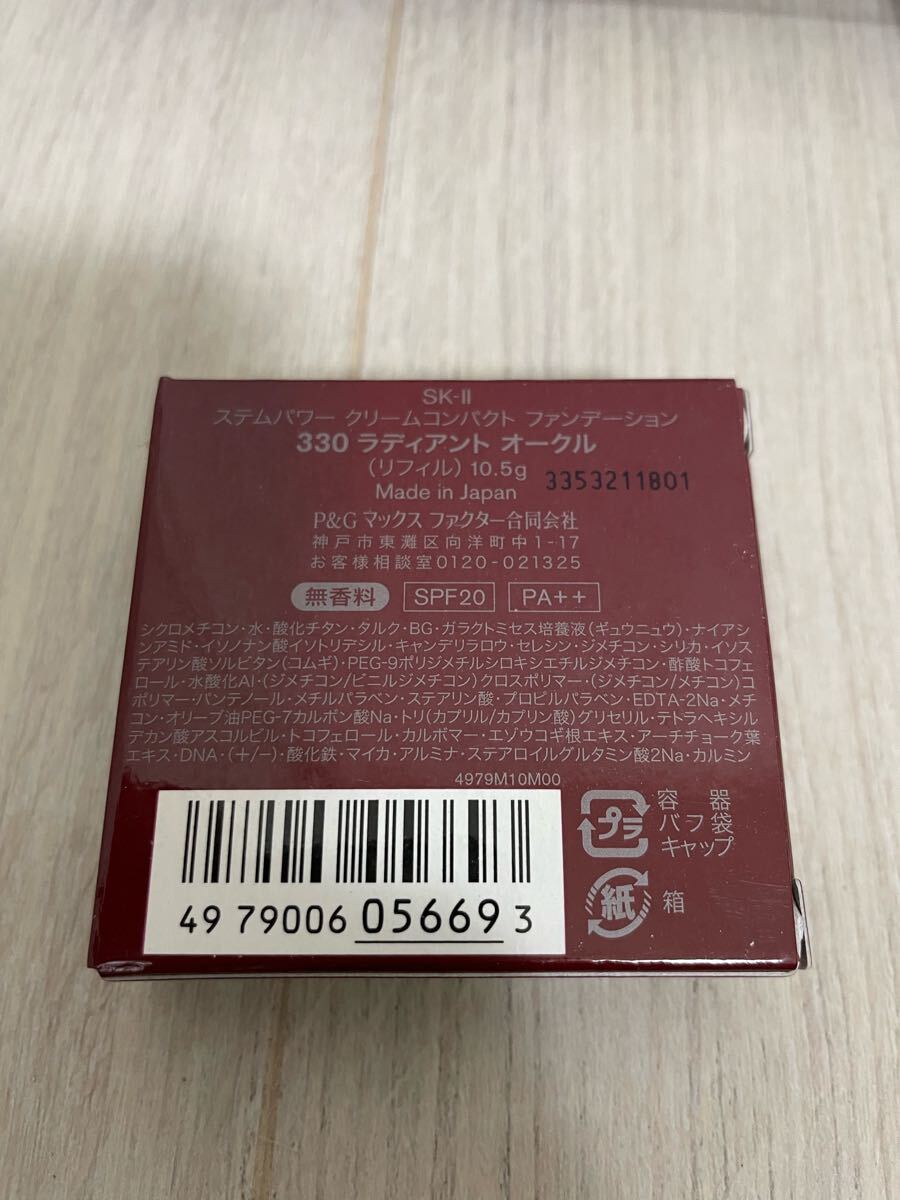 SK-II
ステムパワー クリームコンパクト ファンデーション
330 ラディアント オークル
(リフィル) 10.5g
3353211801
Made in Japan
P&G マックス ファクター合同会社
神戸市東灘区向洋町中1-17
お客様相談室0120-021325
無香料 SPF20 PA++
シクロメチコン・水・酸化チタン・タルク・BG・ガラクトミセス培養液(ギュウニュウ)・ナイアシ
ンアミド・イソノナン酸イソトリデシル・キャンデリラロウ・セレシン・ジメチコン・シリカ・イソス
テアリン酸ソルビタン(コムギ)・PEG-9ポリジメチルシロキシエチルジメチコン・酢酸トコフェ
ロール・水酸化Al・(ジメチコン/ビニルジメチコン)クロスポリマー・(ジメチコン/メチコン)コ
ポリマー・パンテノール・メチルパラベン・ステアリン酸・プロピルパラベン・EDTA-2Na・メチ
コン・オリーブ油PEG-7カルボン酸Na・トリ(カプリル/カプリン酸)グリセリル・テトラヘキシル
デカン酸アスコルビル・トコフェロール・カルボマー・エゾウコギ根エキス・アーチチョーク葉
エキス・DNA・(+/-)・酸化鉄・マイカ・アルミナ・ステアロイルグルタミン酸2Na・カルミン
4979M10M00
プラ
容器
パフ袋
キャップ
紙 箱
4979006056693